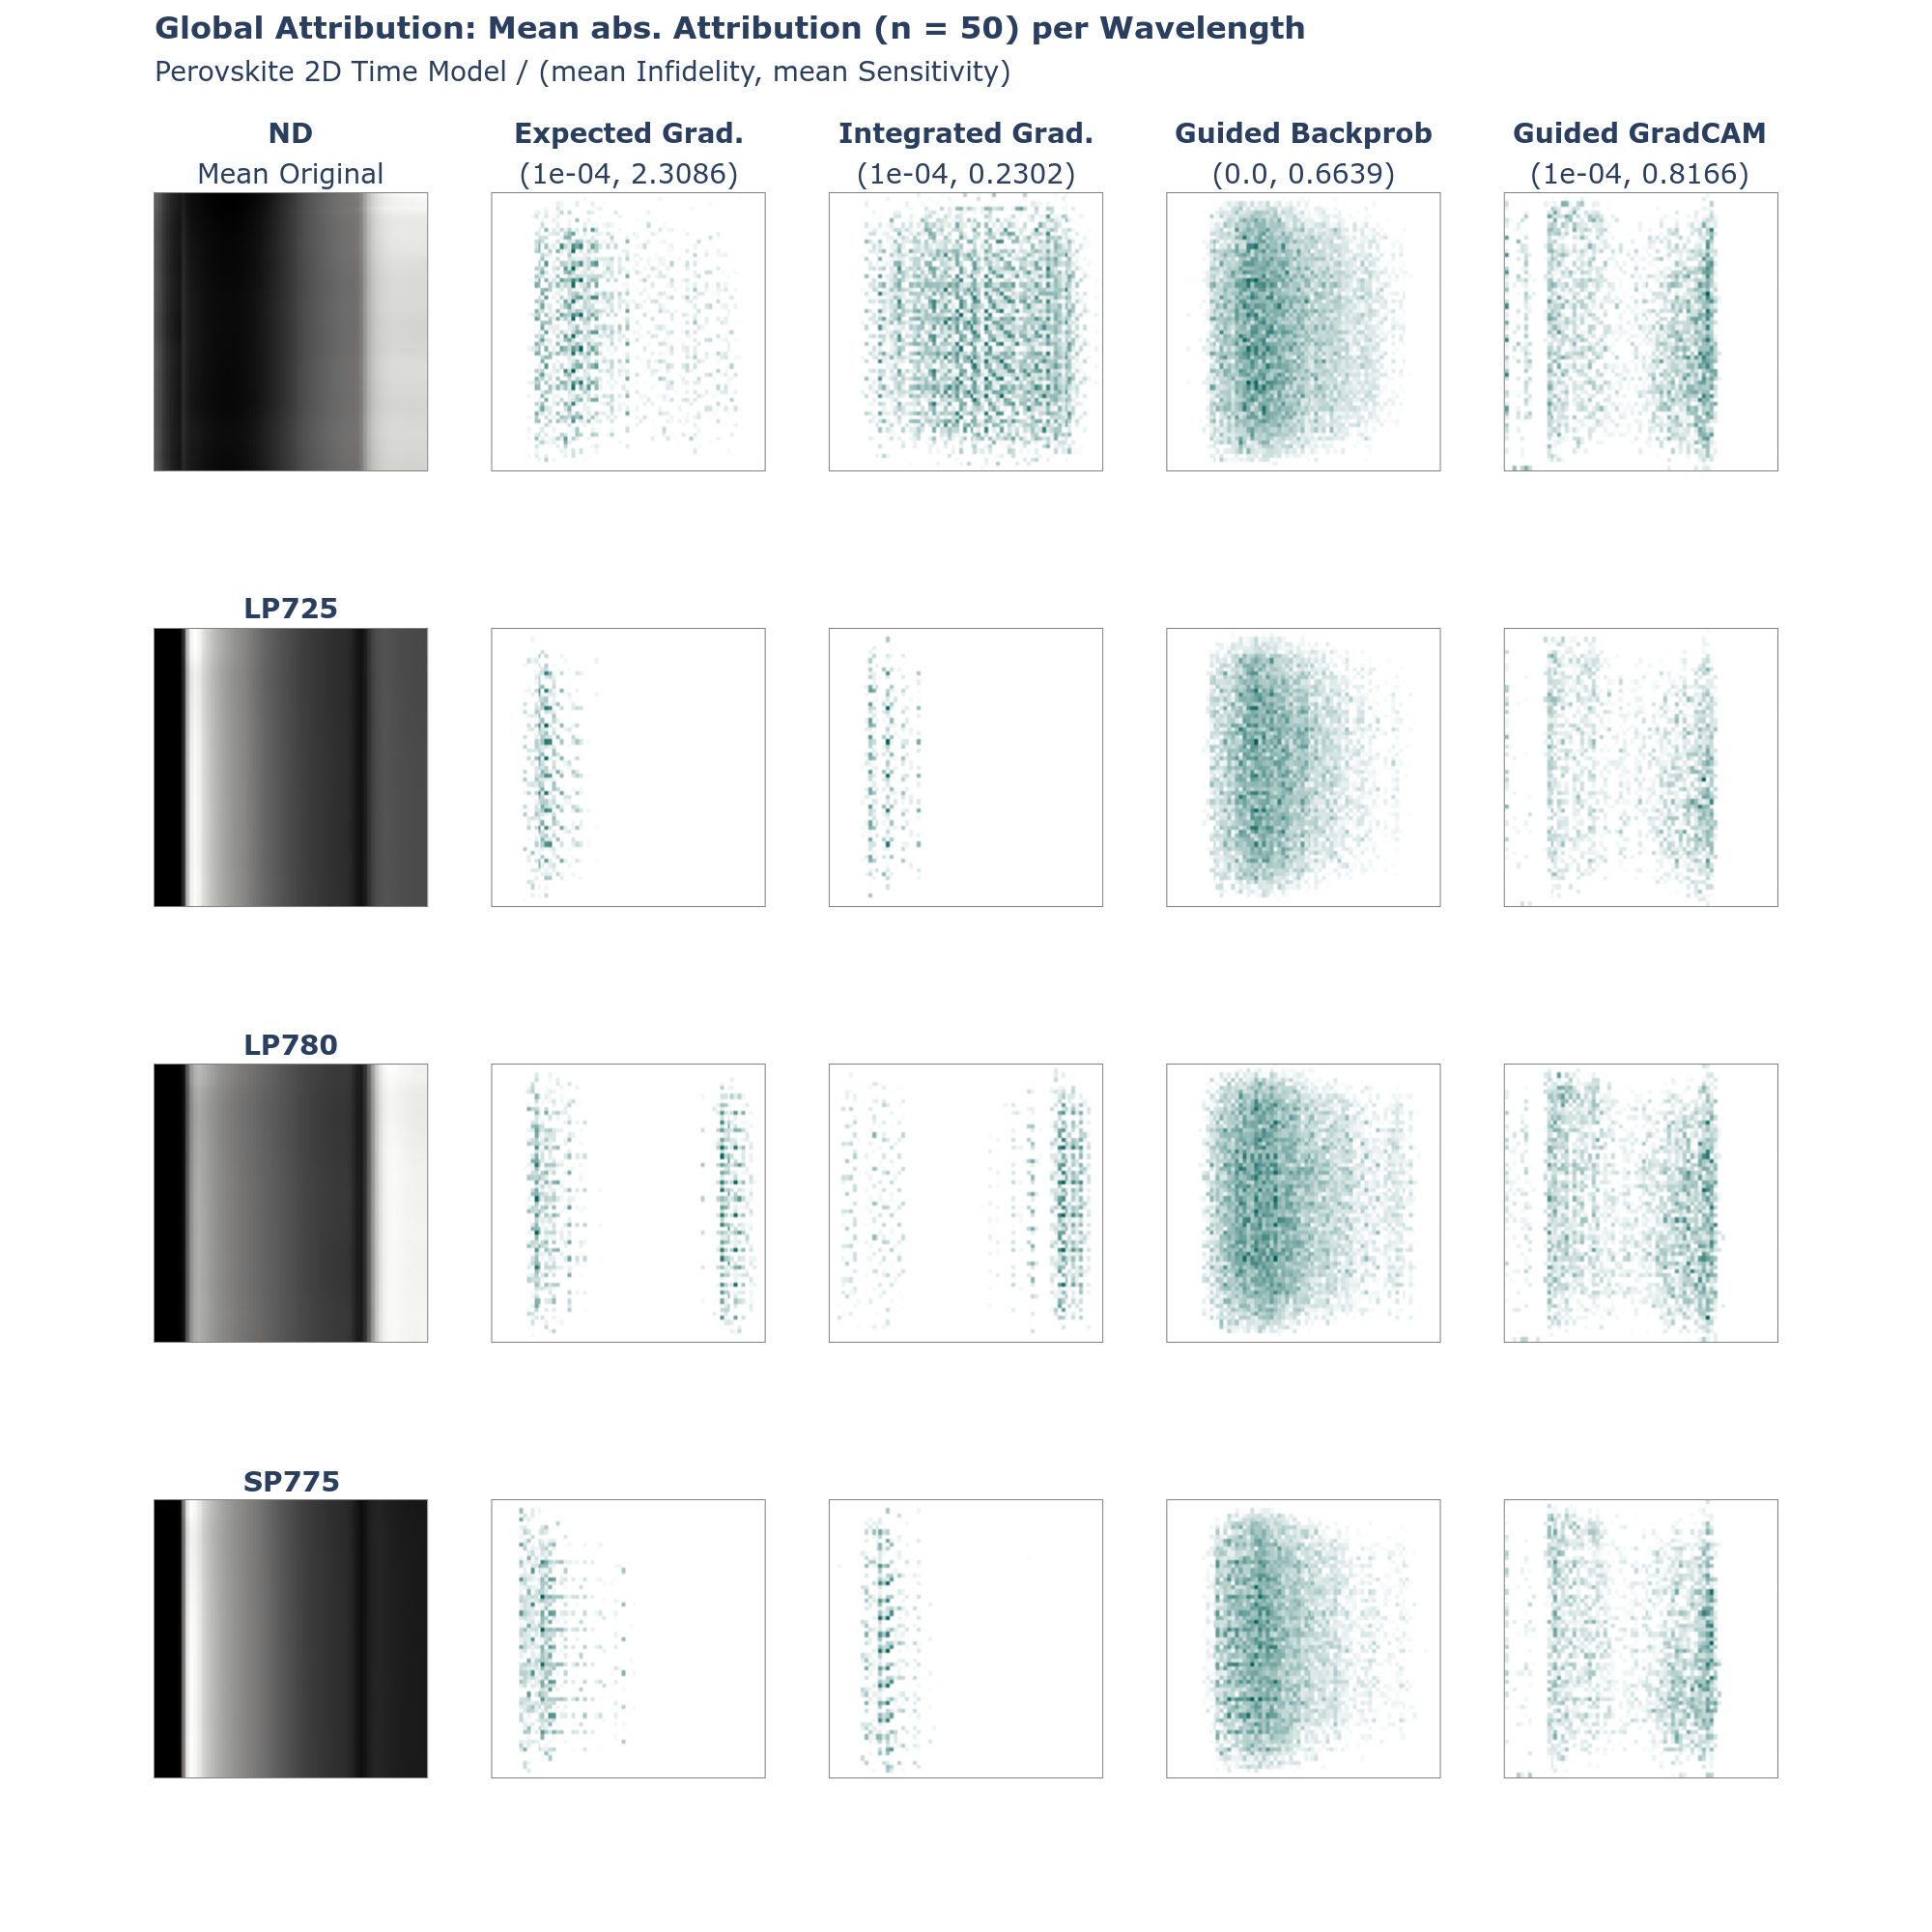 Global Attribution: Mean abs. Attribution (n = 50) per Wavelength
Perovskite 2D Time Model / (mean Infidelity, mean Sensitivity)
ND
Mean Original
Expected Grad.
(1e-04, 2.3086)
Integrated Grad.
(1e-04, 0.2302)
Guided Backprob
(0.0, 0.6639)
Guided GradCAM
(1e-04, 0.8166)
LP725
LP780
SP775